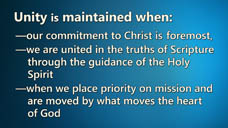 Unity is maintained when:
—our commitment to Christ is foremost,
—we are united in the truths of Scripture
through the guidance of the Holy
Spirit
—when we place priority on mission and
are moved by what moves the heart
of God